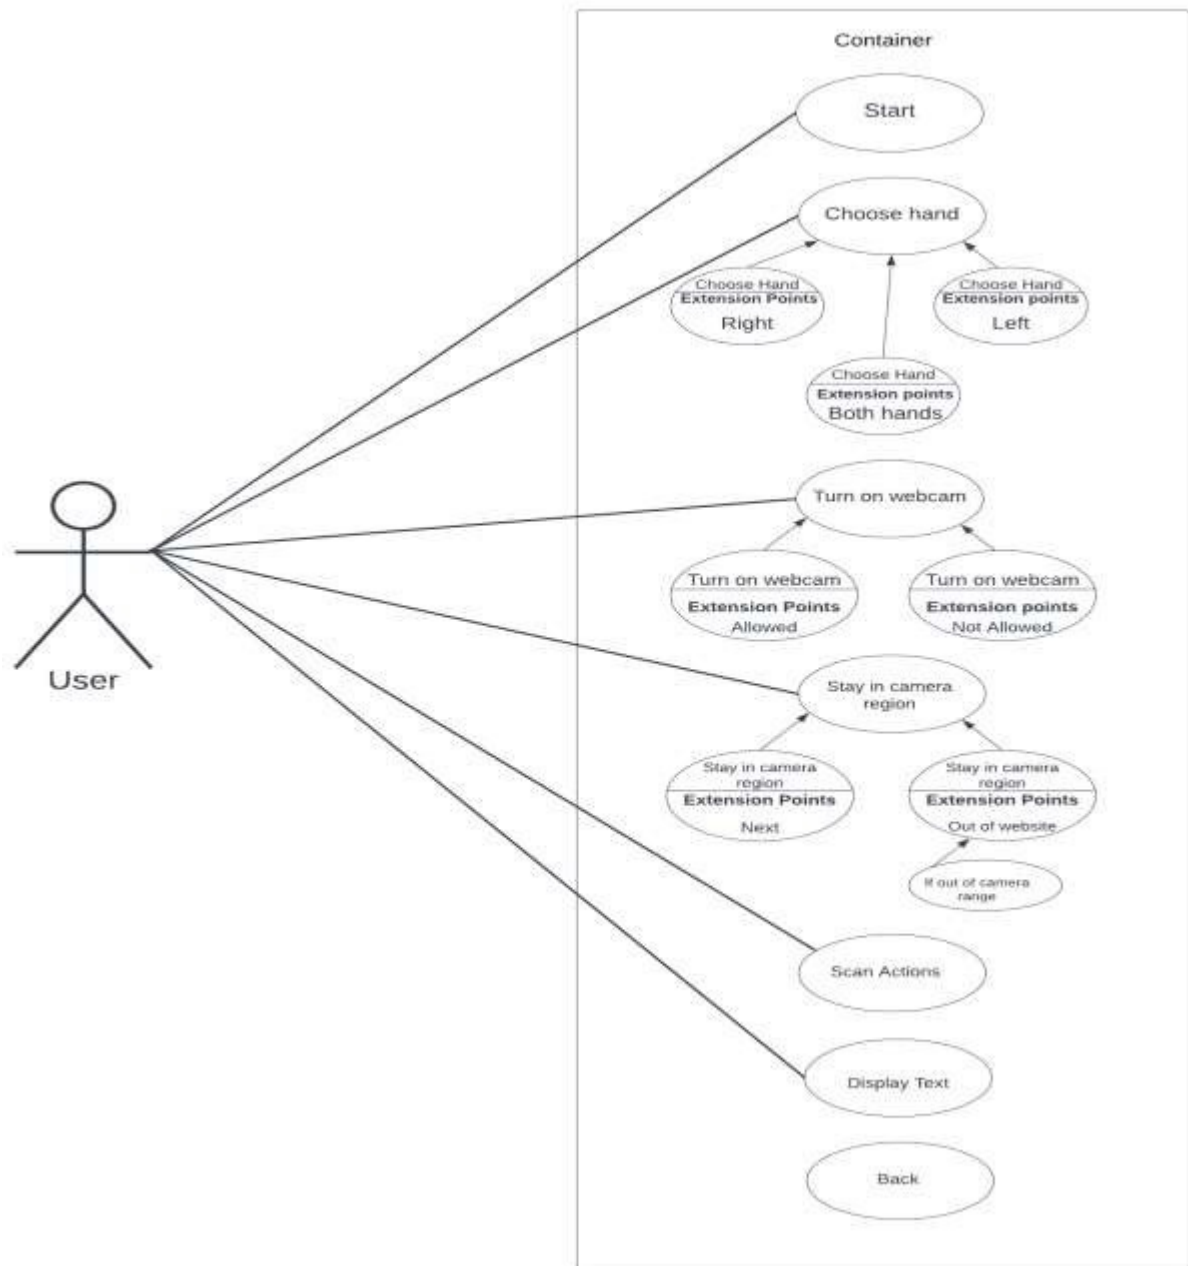 Container
Start
Choose hand
Choose Hand
Extension Points
Right
Choose Hand
Extension points
Left
Choose Hand
Extension points
Both hands
Turn on webcam
Turn on webcam
Extension Points
Allowed
Turn on webcam
Extension points
Not Allowed
User
Stay in camera
region
Stay in camera
region
Extension Points
Next
Stay in camera
region
Extension Points
Out of website
If out of camera
range
Scan Actions
Display Text
Back